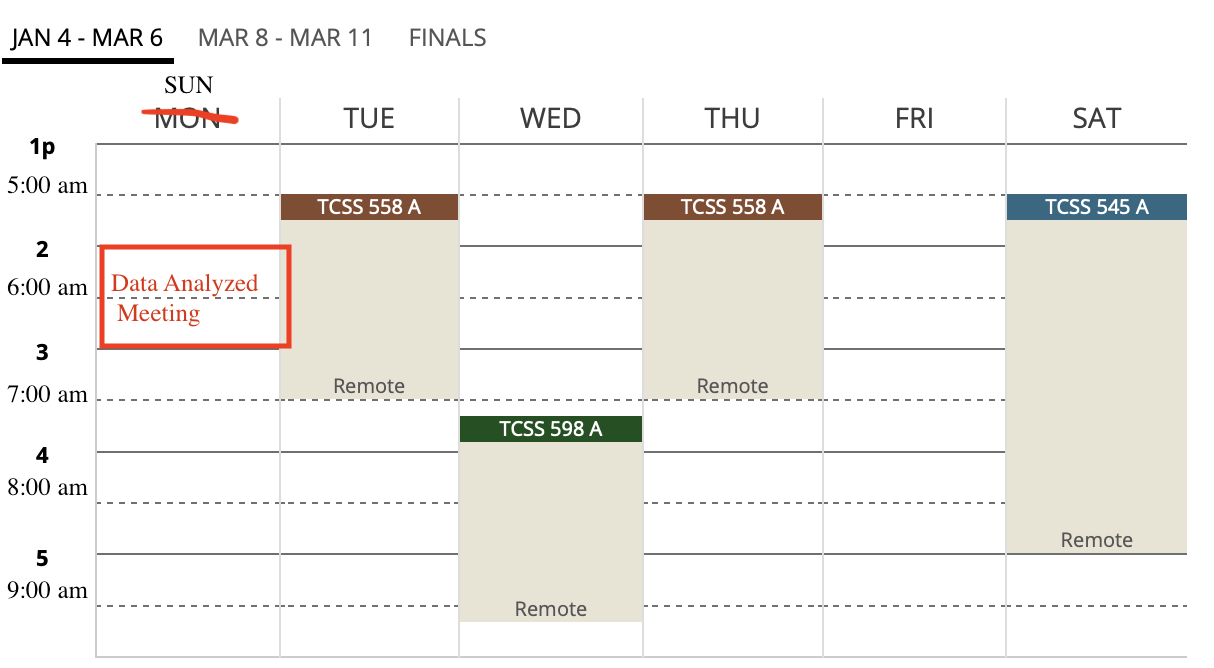 JAN 4 - MAR 6 MAR 8 - MAR 11 FINALS
SUN
MON TUE WED THU FRI SAT
1p
5:00 am
TCSS 558 A TCSS 558 A TCSS 545 A
2
Data Analyzed
6:00 am
Meeting
3
Remote Remote
7:00 am
TCSS 598 A
4
8:00 am
Remote
5
9:00 am
Remote